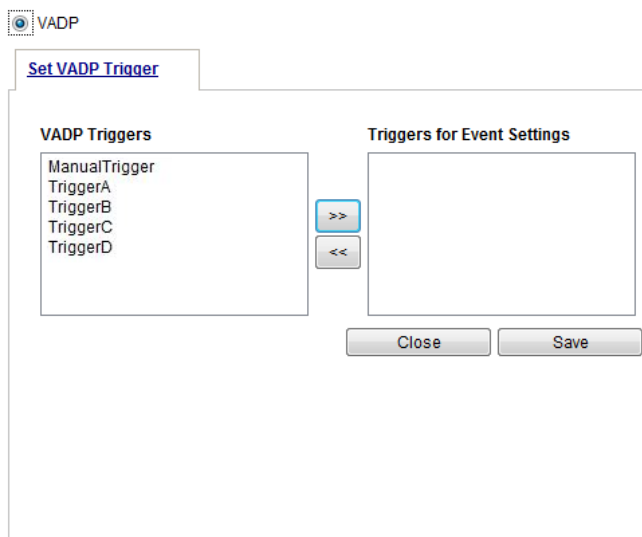 VADP
Set VADP Trigger
VADP Triggers
Triggers for Event Settings
ManualTrigger
TriggerA
TriggerB
TriggerC
TriggerD
>>
<<
Close
Save